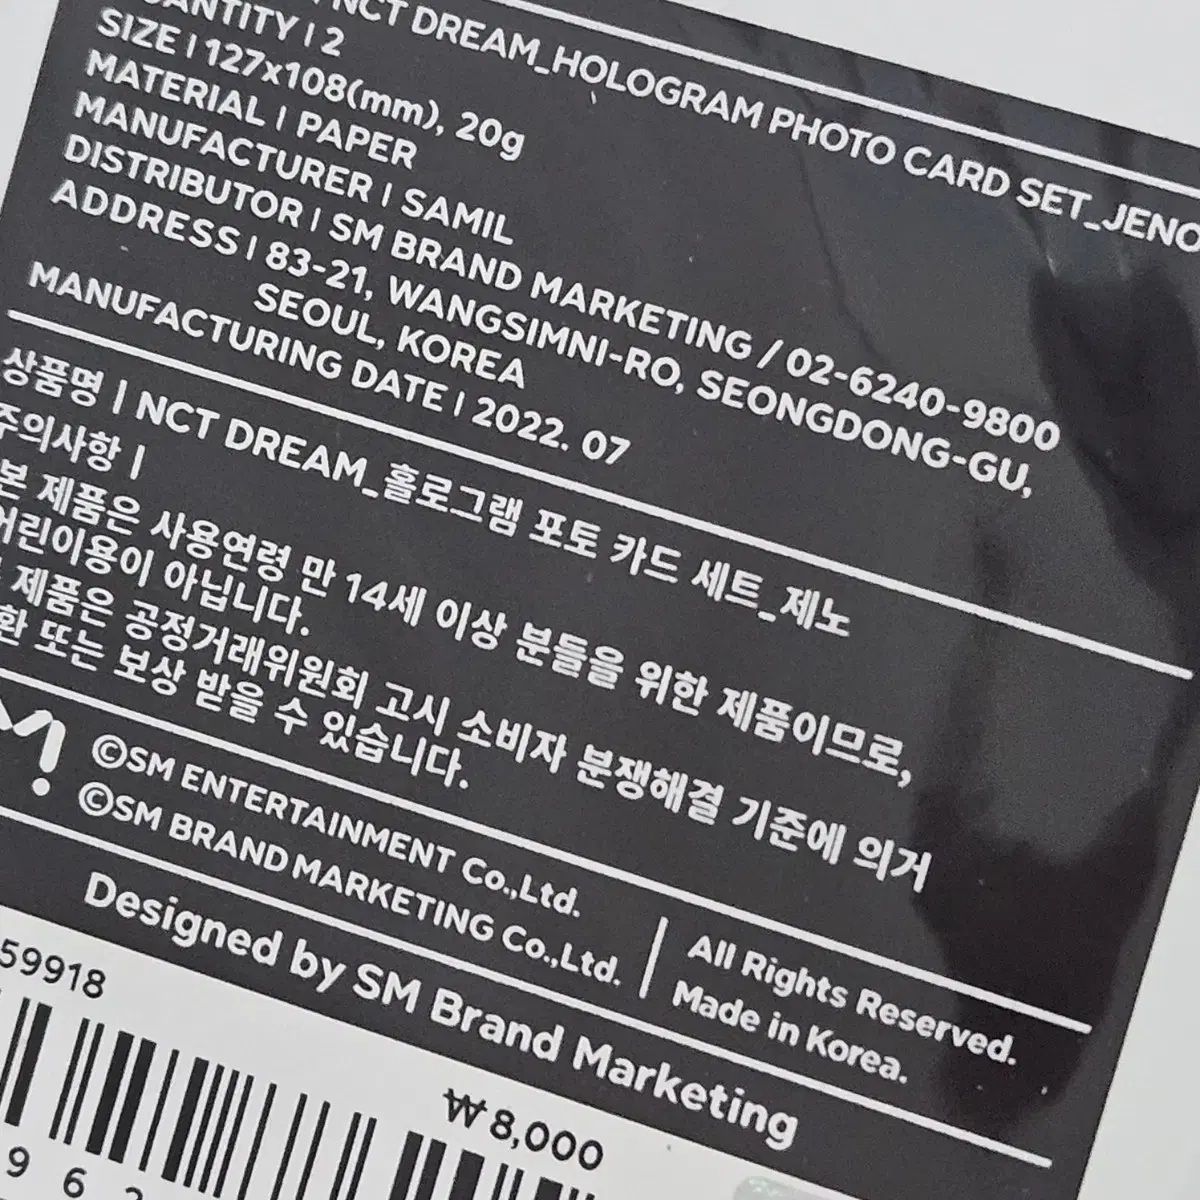 NCT DREAM_HOLOGRAM PHOTO CARD SET_JENO
QUANTITY | 2
SIZE | 127x108(mm), 20g
MATERIAL | PAPER
MANUFACTURER | SAMIL
DISTRIBUTOR | SM BRAND MARKETING / 02-6240-9800
ADDRESS | 83-21, WANGSIMNI-RO, SEONGDONG-GU,
SEOUL, KOREA
MANUFACTURING DATE | 2022. 07
상품명 | NCT DREAM_홀로그램 포토 카드 세트_제노
주의사항 |
본 제품은 사용연령 만 14세 이상 분들을 위한 제품이므로,
어린이용이 아닙니다.
제품은 공정거래위원회 고시 소비자 분쟁해결 기준에 의거
환 또는 보상 받을 수 있습니다.
©SM ENTERTAINMENT Co.,Ltd.
©SM BRAND MARKETING Co.,Ltd.
All Rights Reserved.
Made in Korea.
Designed by SM Brand Marketing
59918
₩8,000
9 6